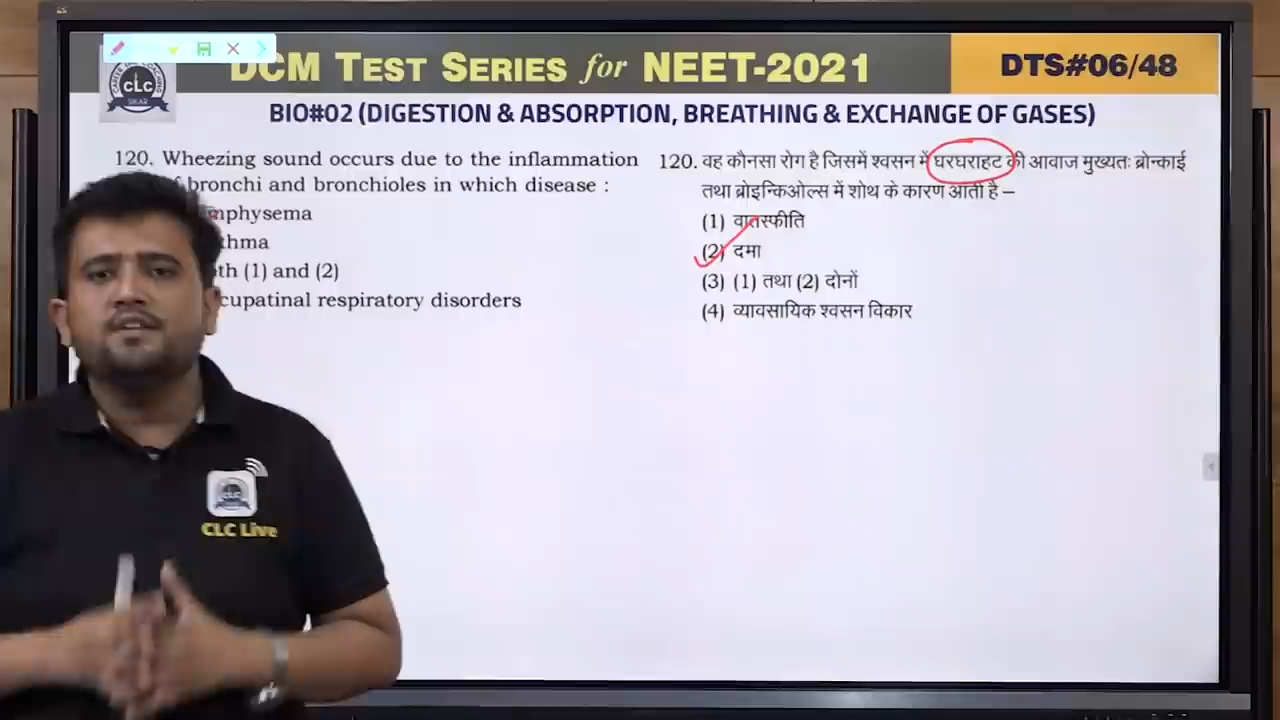 DCM TEST SERIES for NEET-2021
DTS#06/48
CLC
SIKAR
BIO#02 (DIGESTION & ABSORPTION, BREATHING & EXCHANGE OF GASES)
120. Wheezing sound occurs due to the inflammation
bronchi and bronchioles in which disease :
mphysema
thma
th (1) and (2)
cupatinal respiratory disorders
120. वह कौनसा रोग है जिसमें श्वसन में घरघराहट की आवाज मुख्यतः ब्रोन्काई
तथा ब्रोइन्किओल्स में शोथ के कारण आती है –
(1) वातस्फीति
(2) दमा
(3) (1) तथा (2) दोनों
(4) व्यावसायिक श्वसन विकार
CLC Live